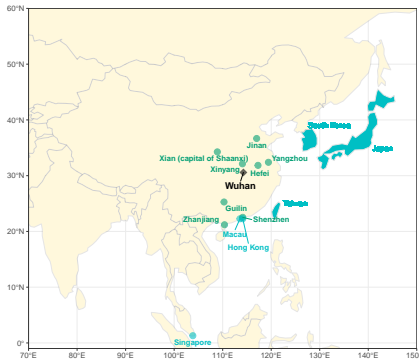 60°N
50°N
40°N
30°N
20°N
10°N
0°
South Korea
Jinan
Japan
Xian (capital of Shaanxi)
Yangzhou
Xinyang
Hefei
Wuhan
Taiwan
Guilin
Zhanjiang
Shenzhen
Macau
Hong Kong
Singapore
70°E
80°E
90°E
100°E
110°E
120°E
130°E
140°E